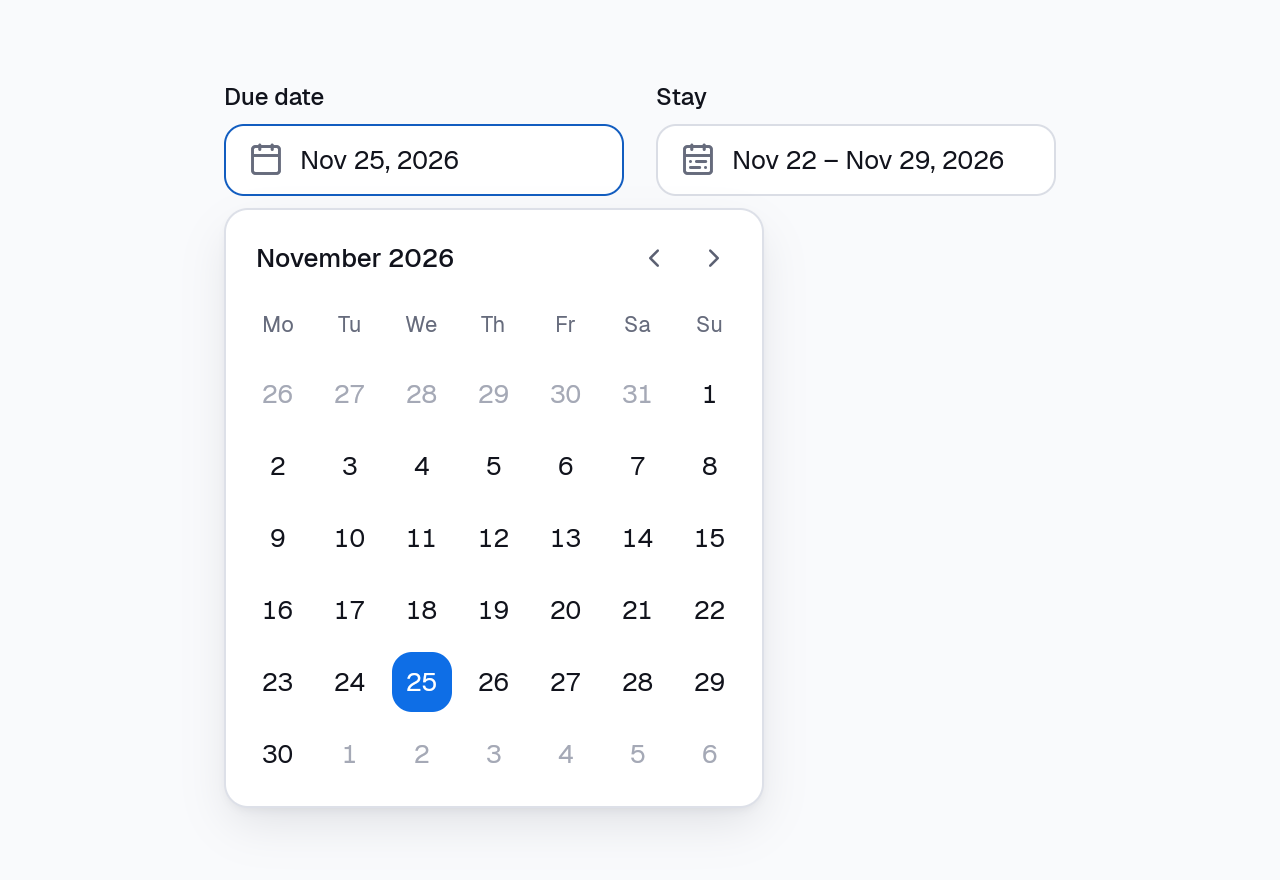 Due date
Stay
Nov 25, 2026
Nov 22 – Nov 29, 2026
November 2026
Mo Tu We Th Fr Sa Su
26 27 28 29 30 31 1
2 3 4 5 6 7 8
9 10 11 12 13 14 15
16 17 18 19 20 21 22
23 24 25 26 27 28 29
30 1 2 3 4 5 6